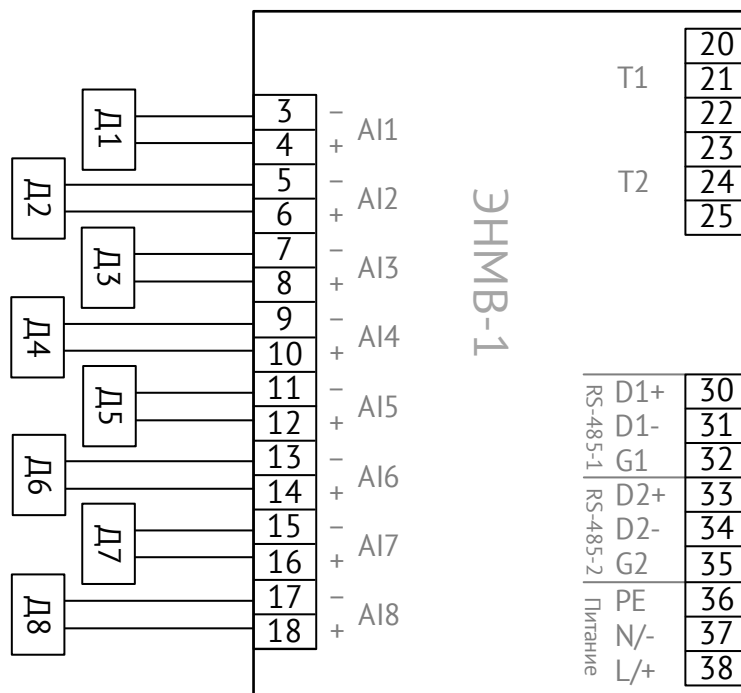 Д1
3 − AI1
4 +
Д2
5 − AI2
6 +
Д3
7 − AI3
8 +
Д4
9 − AI4
10 +
Д5
11 − AI5
12 +
Д6
13 − AI6
14 +
Д7
15 − AI7
16 +
Д8
17 − AI8
18 +
ЭНМВ-1
20
T1 21
22
23
T2 24
25
RS-485-1
D1+ 30
D1- 31
G1 32
RS-485-2
D2+ 33
D2- 34
G2 35
Питание
PE 36
N/- 37
L/+ 38